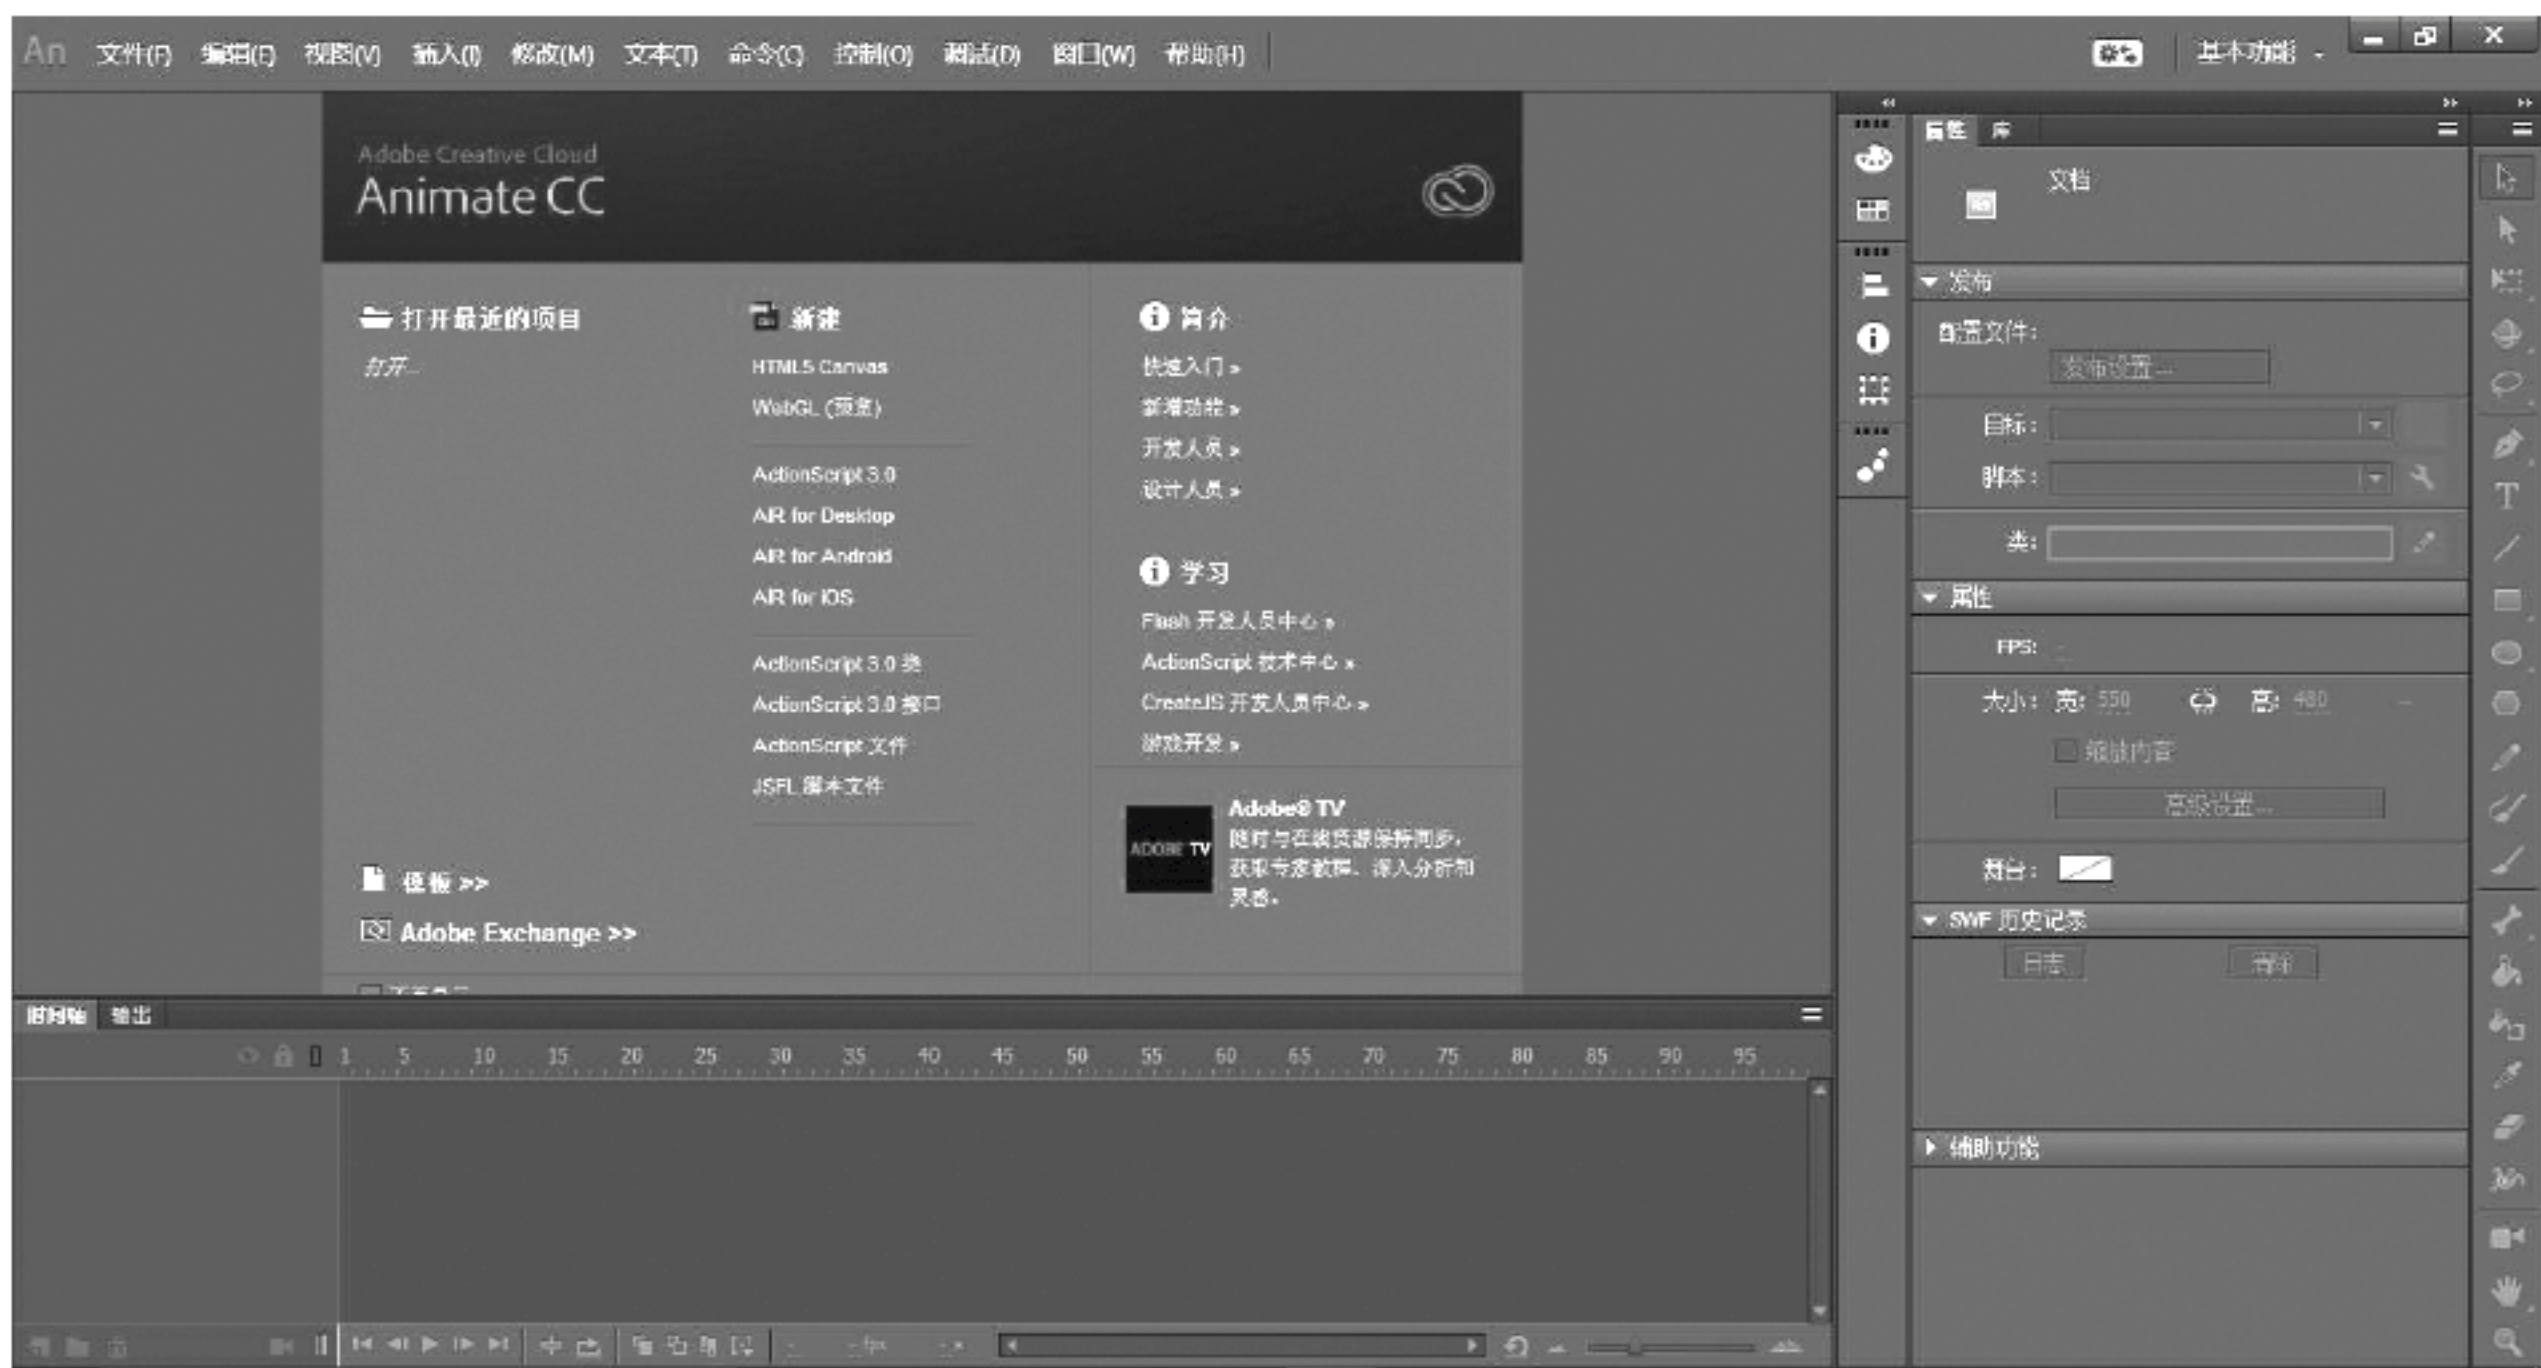 An 文件(F) 编辑(E) 视图(V) 插入(I) 修改(M) 文本(T) 命令(C) 控制(O) 调试(D) 窗口(W) 帮助(H) 基本功能
Adobe Creative Cloud
Animate CC
打开最近的项目
打开...
模板 >>
Adobe Exchange >>
新建
HTML5 Canvas
WebGL (预览)
ActionScript 3.0
AIR for Desktop
AIR for Android
AIR for iOS
ActionScript 3.0 类
ActionScript 3.0 接口
ActionScript 文件
JSFL 脚本文件
简介
快速入门 »
新增功能 »
开发人员 »
设计人员 »
学习
Flash 开发人员中心 »
ActionScript 技术中心 »
CreateJS 开发人员中心 »
游戏开发 »
ADOBE TV
Adobe® TV
随时与在线资源保持同步，
获取专家教程、深入分析和
灵感。
属性 库
文档
发布
配置文件:
发布设置...
目标:
脚本:
类:
属性
FPS: -
大小: 宽: 550 高: 480
缩放内容
高级设置...
舞台:
SWF 历史记录
日志 清除
辅助功能
时间轴 输出
1 5 10 15 20 25 30 35 40 45 50 55 60 65 70 75 80 85 90 95
fps